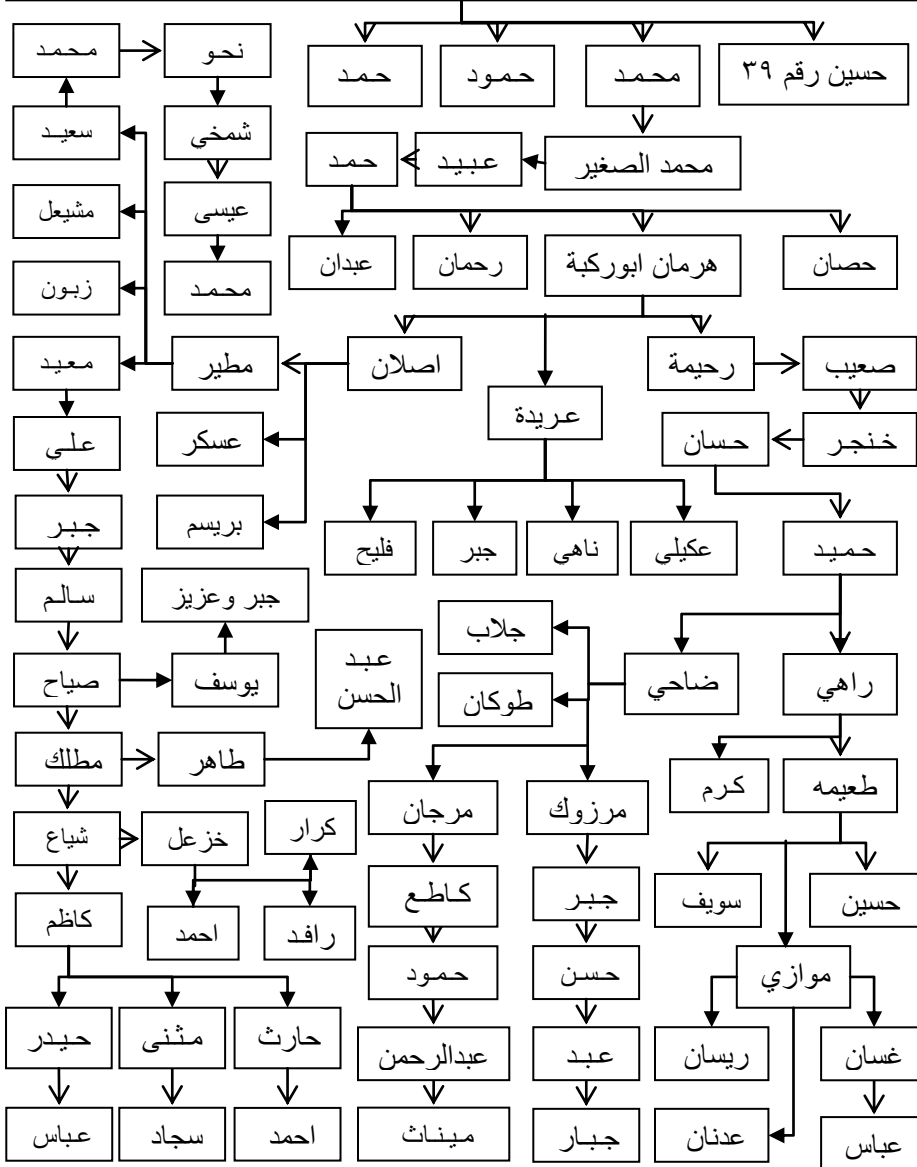 حسين رقم ٣٩
محمد
حمود
حمد
نحو
محمد
شمخي
سعيد
محمد الصغير
عبيد
حمد
عيسى
مشيعل
حصان
هرمان ابوركبة
رحمان
عبدان
محمد
زبون
صعيب
رحيمة
اصلان
مطير
معيد
عريدة
خنجر
حسان
عسكر
علي
بريسم
جبر
عكيلي
ناهي
جبر
فليح
حميد
سالم
جبر وعزيز
جلاب
عبد
الحسن
راهي
ضاحي
طوكان
يوسف
صياح
طاهر
مطلك
طعيمه
كرم
مرزوك
مرجان
كرار
خزعل
شياع
حسين
سويف
جبر
كاطع
رافد
احمد
كاظم
موازي
حسن
حمود
غسان
ريسان
عبد
عبدالرحمن
حارث
مثنى
حيدر
عباس
عدنان
جبار
ميناث
احمد
سجاد
عباس